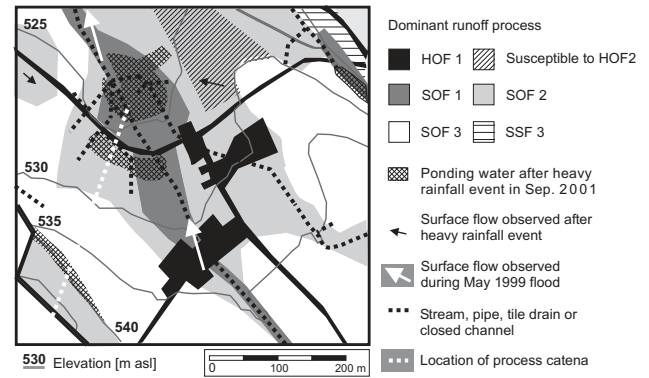 525
530
535
540
530 Elevation [m asl]
0 100 200 m
Dominant runoff process
HOF 1 Susceptible to HOF2
SOF 1 SOF 2
SOF 3 SSF 3
Ponding water after heavy
rainfall event in Sep. 2001
Surface flow observed after
heavy rainfall event
Surface flow observed
during May 1999 flood
Stream, pipe, tile drain or
closed channel
Location of process catena